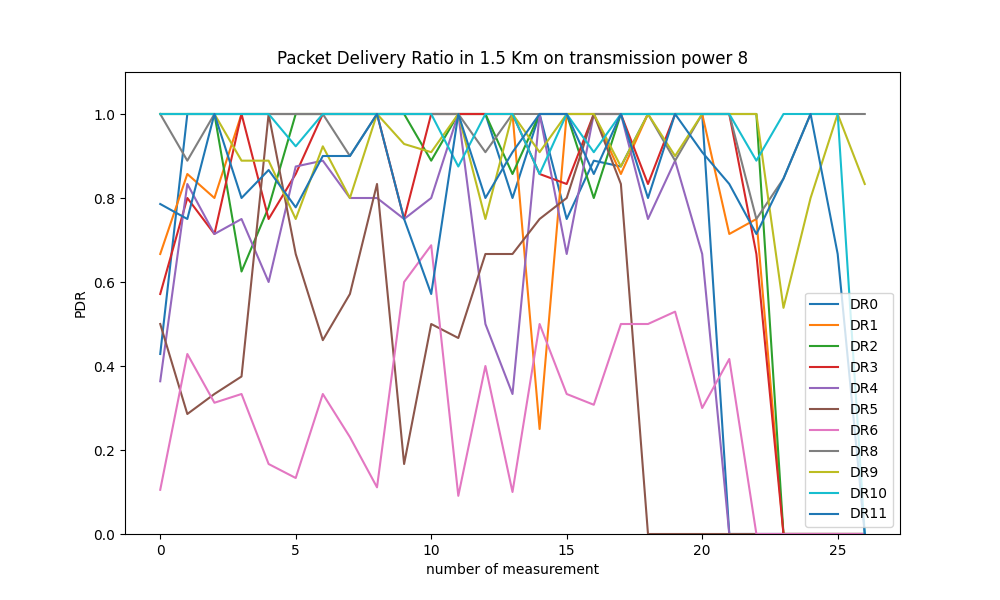 Packet Delivery Ratio in 1.5 Km on transmission power 8
PDR
1.0
0.8
0.6
0.4
0.2
0.0
0 5 10 15 20 25
number of measurement
DR0
DR1
DR2
DR3
DR4
DR5
DR6
DR8
DR9
DR10
DR11